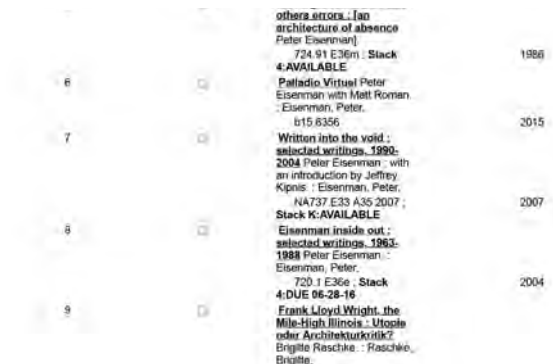 others errors : [an
architecture of absence
Peter Eisenman]
724.91 E36m ; Stack 1986
4:AVAILABLE
6 Palladio Virtuel Peter
Eisenman with Matt Roman.
: Eisenman, Peter,
b15.6356 2015
7 Written into the void :
selected writings, 1990-
2004 Peter Eisenman ; with
an introduction by Jeffrey
Kipnis. : Eisenman, Peter,
NA737.E33 A35 2007 ; 2007
Stack K:AVAILABLE
8 Eisenman inside out :
selected writings, 1963-
1988 Peter Eisenman. :
Eisenman, Peter,
720.1 E36e ; Stack 2004
4:DUE 06-28-16
9 Frank Lloyd Wright, the
Mile-High Illinois : Utopie
oder Architekturkritik?
Brigitte Raschke. : Raschke,
Brigitte.